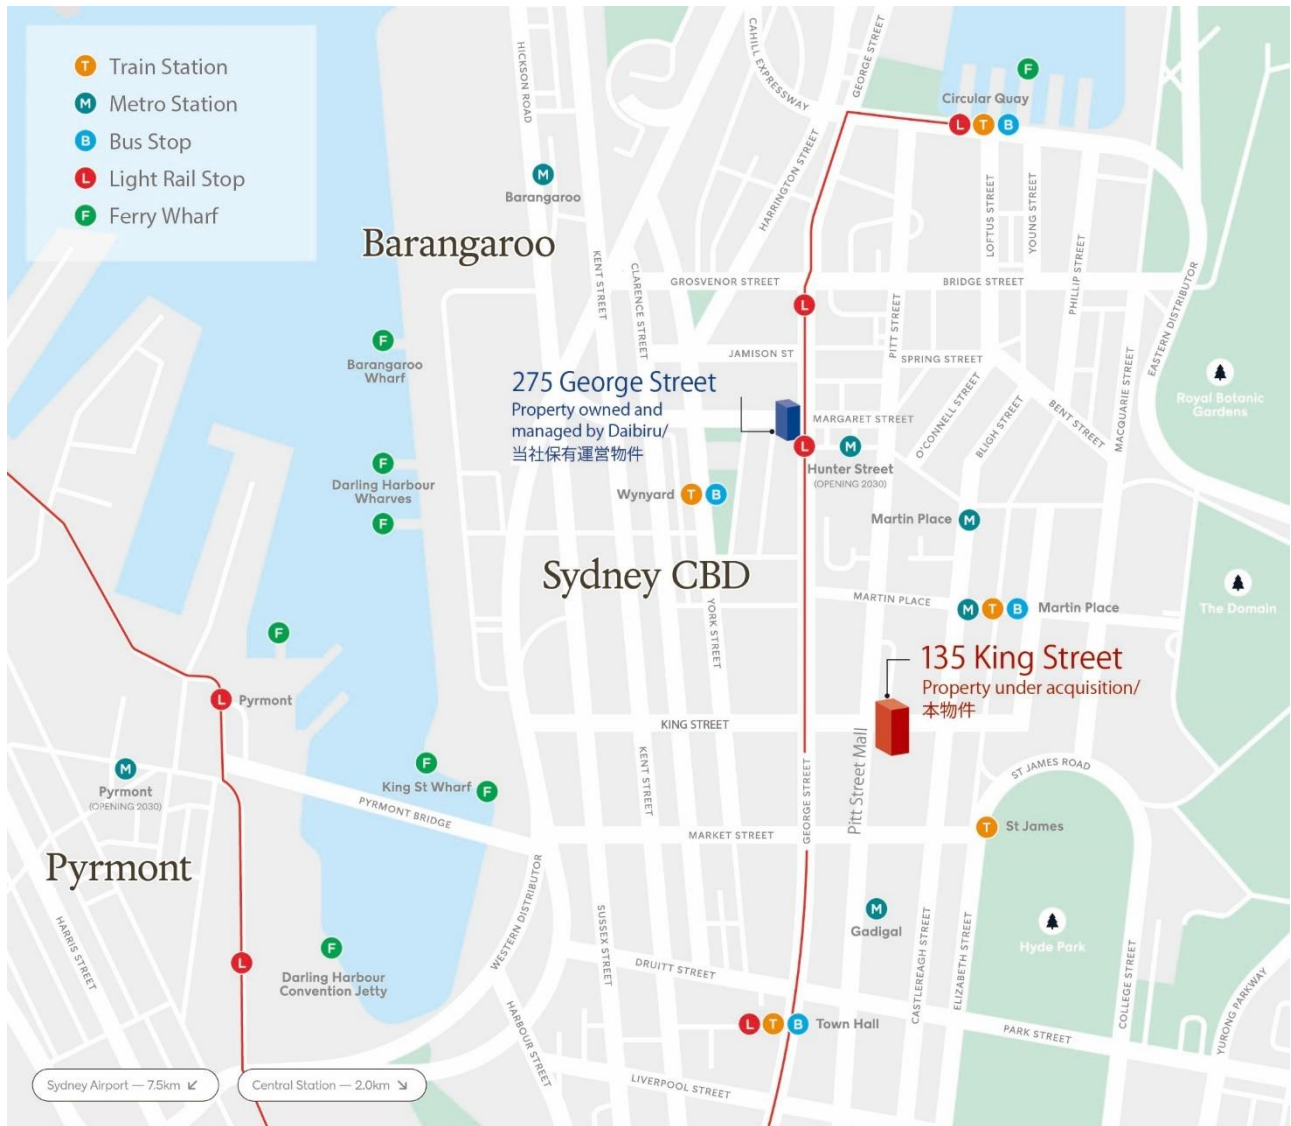 T Train Station
M Metro Station
B Bus Stop
L Light Rail Stop
F Ferry Wharf
HICKSON ROAD
CAHILL EXPRESSWAY
GEORGE STREET
F
Circular Quay
L T B
HARRINGTON STREET
M
Barangaroo
Barangaroo
KENT STREET
CLARENCE STREET
LOFTUS STREET
YOUNG STREET
PHILLIP STREET
GROSVENOR STREET
BRIDGE STREET
EASTERN DISTRIBUTOR
L
PITT STREET
F
Barangaroo
Wharf
JAMISON ST
SPRING STREET
MACQUARIE STREET
Royal Botanic
Gardens
275 George Street
Property owned and
managed by Daibiru/
当社保有運営物件
MARGARET STREET
O'CONNELL STREET
BLIGH STREET
BENT STREET
L
M
Hunter Street
(OPENING 2030)
F
Darling Harbour
Wharves
F
Wynyard T B
Martin Place M
Sydney CBD
YORK STREET
MARTIN PLACE
M T B Martin Place
The Domain
F
135 King Street
Property under acquisition/
本物件
L Pyrmont
KING STREET
Pitt Street Mall
M
Pyrmont
(OPENING 2030)
F
King St Wharf F
KENT STREET
GEORGE STREET
ST JAMES ROAD
PYRMONT BRIDGE
MARKET STREET
T St James
Pyrmont
HARRIS STREET
WESTERN DISTRIBUTOR
SUSSEX STREET
M
Gadigal
CASTLEREAGH STREET
ELIZABETH STREET
Hyde Park
COLLEGE STREET
YURONG PARKWAY
L
F
Darling Harbour
Convention Jetty
DRUITT STREET
HARBOUR STREET
L T B Town Hall
PARK STREET
LIVERPOOL STREET
Sydney Airport — 7.5km ↙
Central Station — 2.0km ↘